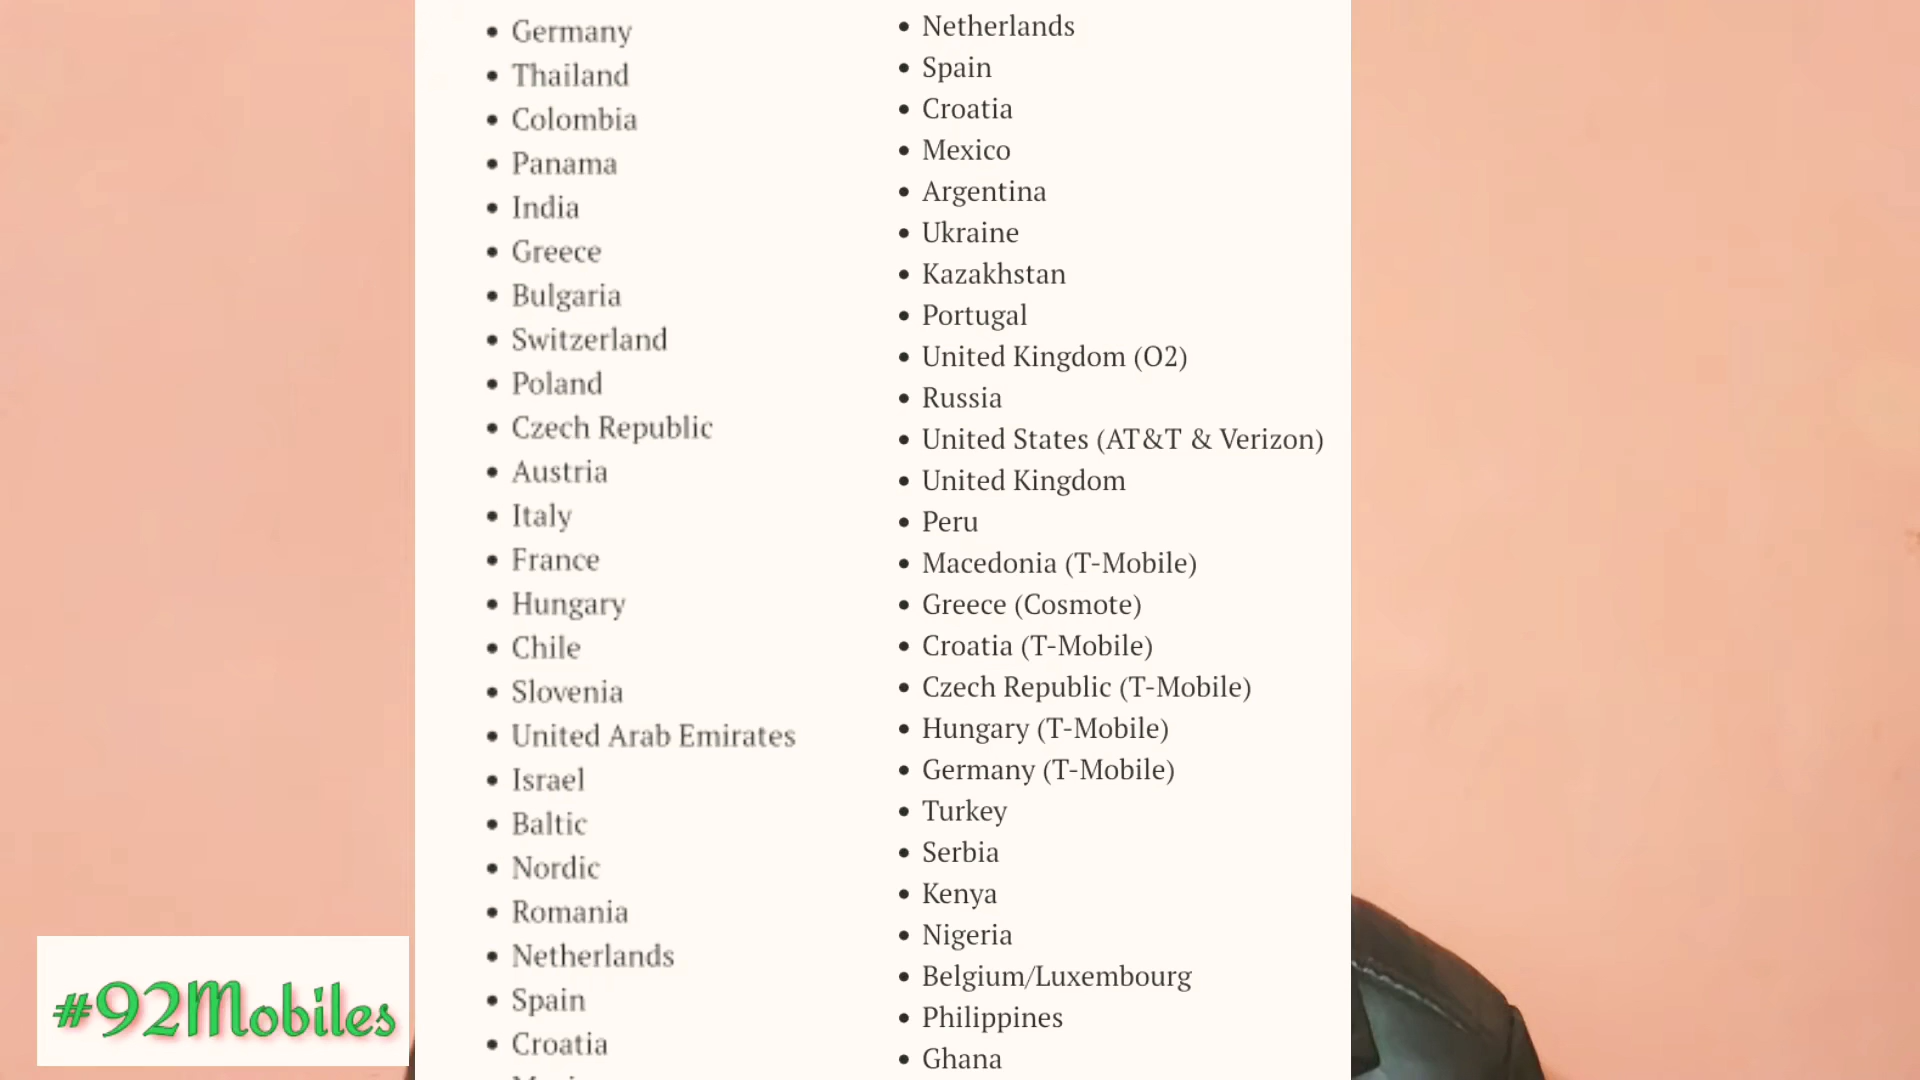 Germany
Thailand
Colombia
Panama
India
Greece
Bulgaria
Switzerland
Poland
Czech Republic
Austria
Italy
France
Hungary
Chile
Slovenia
United Arab Emirates
Israel
Baltic
Nordic
Romania
Netherlands
Spain
Croatia
Netherlands
Spain
Croatia
Mexico
Argentina
Ukraine
Kazakhstan
Portugal
United Kingdom (O2)
Russia
United States (AT&T & Verizon)
United Kingdom
Peru
Macedonia (T-Mobile)
Greece (Cosmote)
Croatia (T-Mobile)
Czech Republic (T-Mobile)
Hungary (T-Mobile)
Germany (T-Mobile)
Turkey
Serbia
Kenya
Nigeria
Belgium/Luxembourg
Philippines
Ghana
#92Mobiles